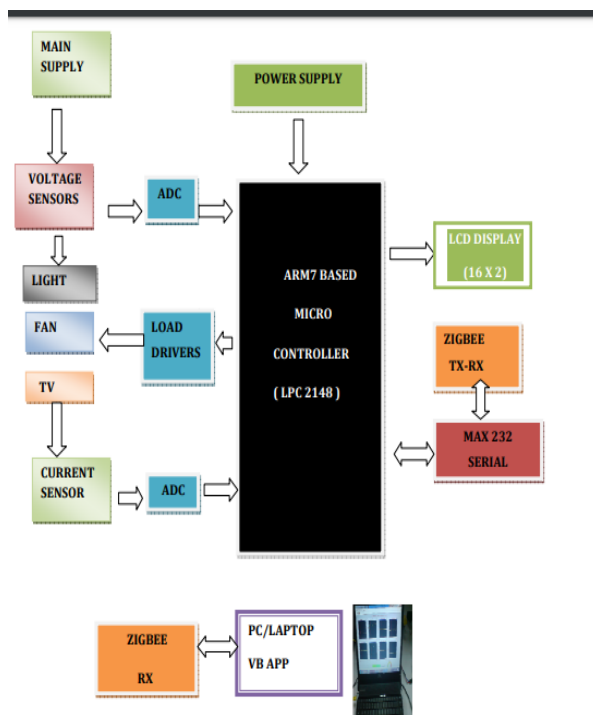 MAIN
SUPPLY
POWER SUPPLY
VOLTAGE
SENSORS
ADC
LIGHT
FAN
LOAD
DRIVERS
TV
CURRENT
SENSOR
ADC
ARM7 BASED
MICRO
CONTROLLER
( LPC 2148 )
LCD DISPLAY
(16 X 2)
ZIGBEE
TX-RX
MAX 232
SERIAL
ZIGBEE
RX
PC/LAPTOP
VB APP